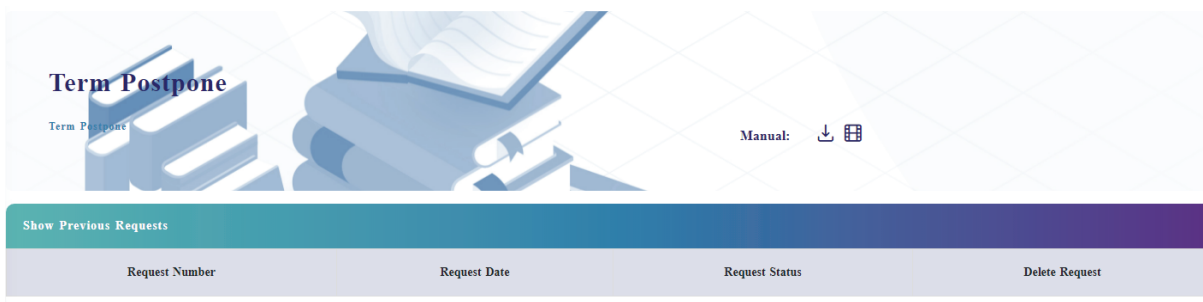 Term Postpone
Term Postpone
Manual:
Show Previous Requests
Request Number Request Date Request Status Delete Request